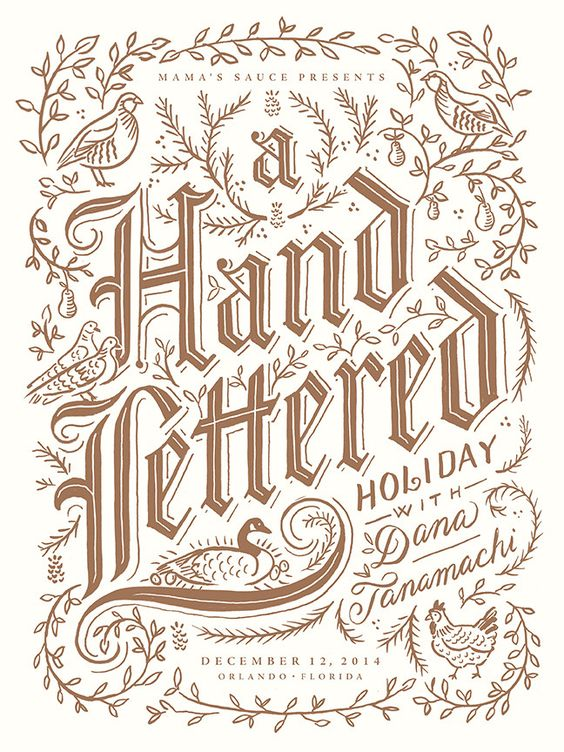 MAMA'S SAUCE PRESENTS
a
Hand
Lettered
HOLIDAY
WITH
Dana
Tanamachi
DECEMBER 12, 2014
ORLANDO • FLORIDA